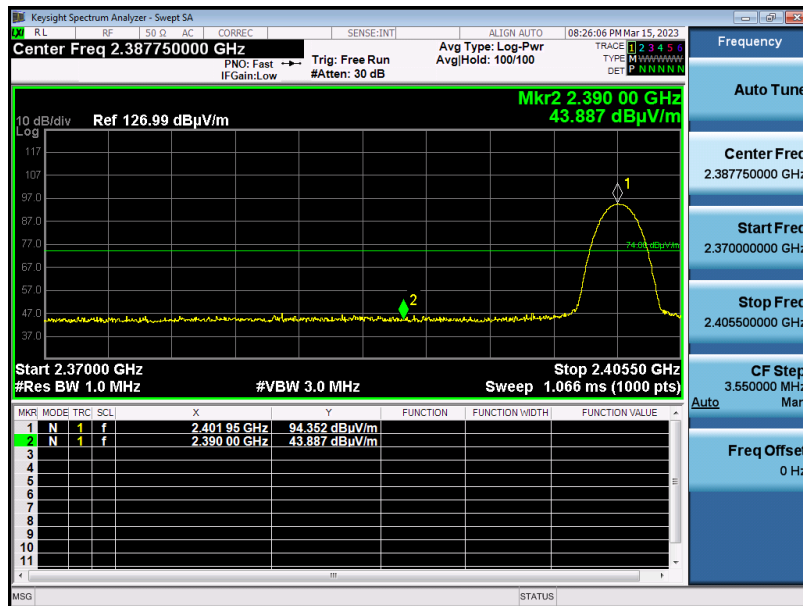 Keysight Spectrum Analyzer - Swept SA
LXI RL RF 50 Ω AC CORREC SENSE:INT ALIGN AUTO 08:26:06 PM Mar 15, 2023
Center Freq 2.387750000 GHz
PNO: Fast
IFGain:Low
Trig: Free Run
#Atten: 30 dB
Avg Type: Log-Pwr
Avg|Hold: 100/100
TRACE 1 2 3 4 5 6
TYPE M WWWWW
DET P N N N N N
Mkr2 2.390 00 GHz
43.887 dBµV/m
10 dB/div Ref 126.99 dBµV/m
Log
117
107
97.0
87.0
77.0
67.0
57.0
47.0
37.0
1
2
74.00 dBµV/m
Start 2.37000 GHz Stop 2.40550 GHz
#Res BW 1.0 MHz #VBW 3.0 MHz Sweep 1.066 ms (1000 pts)
MKR MODE TRC SCL X Y FUNCTION FUNCTION WIDTH FUNCTION VALUE
1 N 1 f 2.401 95 GHz 94.352 dBµV/m
2 N 1 f 2.390 00 GHz 43.887 dBµV/m
3
4
5
6
7
8
9
10
11
MSG STATUS
Frequency
Auto Tune
Center Freq
2.387750000 GHz
Start Freq
2.370000000 GHz
Stop Freq
2.405500000 GHz
CF Step
3.550000 MHz
Auto Man
Freq Offset
0 Hz